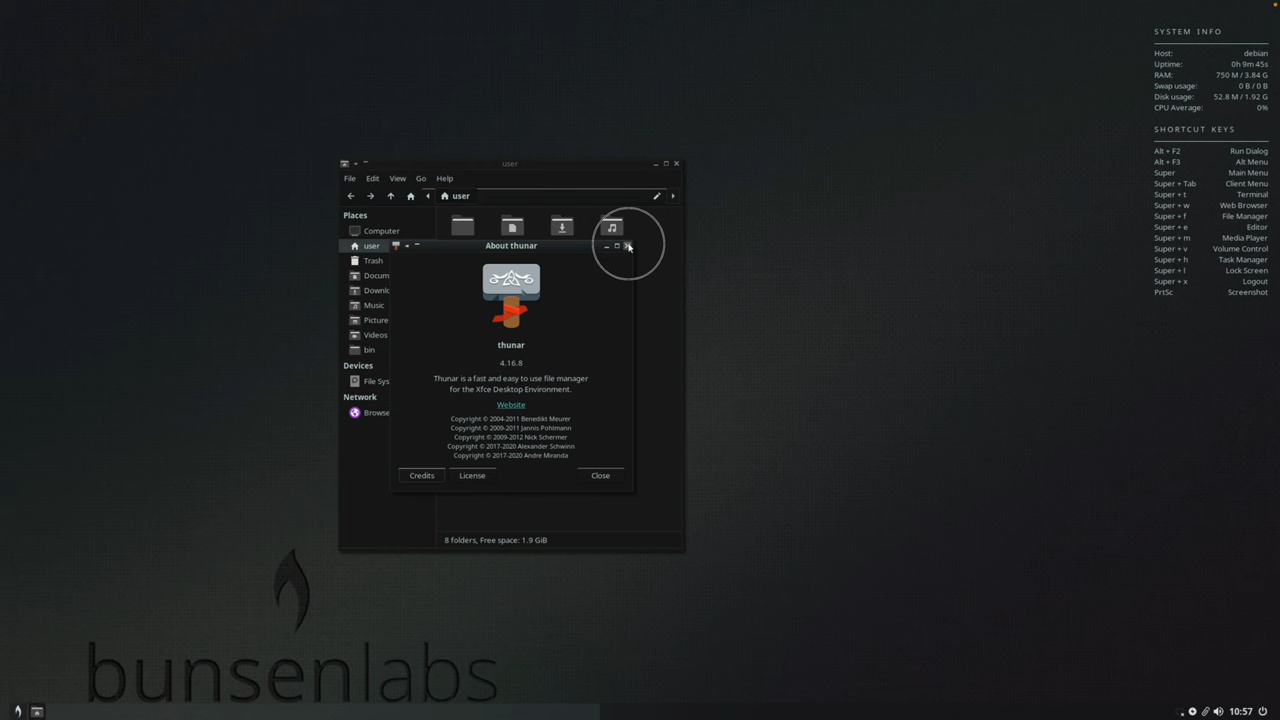 SYSTEM INFO
Host: debian
Uptime: 0h 9m 45s
RAM: 750 M / 3.84 G
Swap usage: 0 B / 0 B
Disk usage: 52.8 M / 1.92 G
CPU Average: 0%
SHORTCUT KEYS
Alt + F2 Run Dialog
Alt + F3 Alt Menu
Super Main Menu
Super + Tab Client Menu
Super + t Terminal
Super + w Web Browser
Super + f File Manager
Super + e Editor
Super + m Media Player
Super + v Volume Control
Super + h Task Manager
Super + l Lock Screen
Super + x Logout
PrtSc Screenshot
user
File Edit View Go Help
user
Places
Computer
user
Trash
Docum
Downlo
Music
Picture
Videos
bin
Devices
File Sys
Network
Browse
About thunar
thunar
4.16.8
Thunar is a fast and easy to use file manager
for the Xfce Desktop Environment.
Website
Copyright © 2004-2011 Benedikt Meurer
Copyright © 2009-2011 Jannis Pohlmann
Copyright © 2009-2012 Nick Schermer
Copyright © 2017-2020 Alexander Schwinn
Copyright © 2017-2020 Andre Miranda
Credits License Close
8 folders, Free space: 1.9 GiB
bunsenlabs
10:57